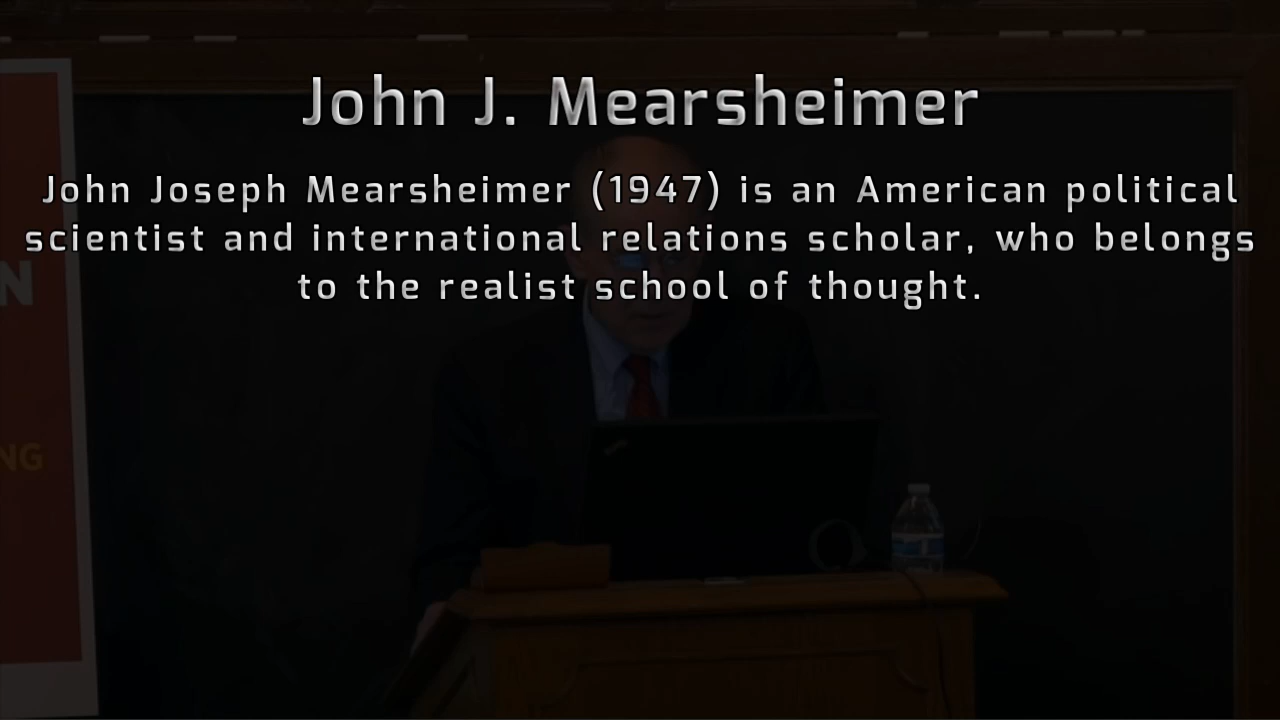 John J. Mearsheimer
John Joseph Mearsheimer (1947) is an American political
scientist and international relations scholar, who belongs
to the realist school of thought.
N
NG